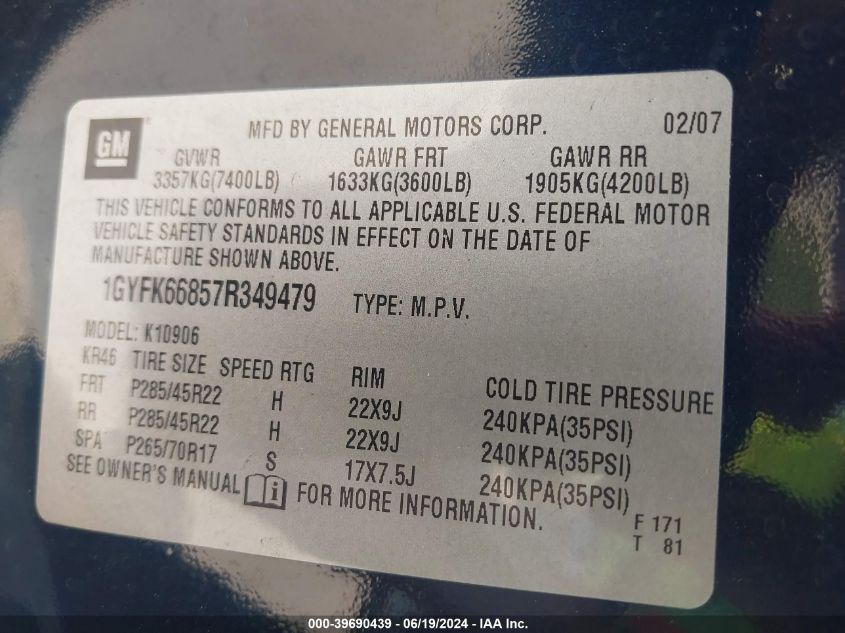 GM
MFD BY GENERAL MOTORS CORP. 02/07
GVWR GAWR FRT GAWR RR
3357KG(7400LB) 1633KG(3600LB) 1905KG(4200LB)
THIS VEHICLE CONFORMS TO ALL APPLICABLE U.S. FEDERAL MOTOR
VEHICLE SAFETY STANDARDS IN EFFECT ON THE DATE OF
MANUFACTURE SHOWN ABOVE.
1GYFK66857R349479 TYPE: M.P.V.
MODEL: K10906
KR46 TIRE SIZE SPEED RTG RIM COLD TIRE PRESSURE
FRT P285/45R22 H 22X9J 240KPA(35PSI)
RR P285/45R22 H 22X9J 240KPA(35PSI)
SPA P265/70R17 S 17X7.5J 240KPA(35PSI)
SEE OWNER'S MANUAL FOR MORE INFORMATION.
F 171
T 81
000-39690439 - 06/19/2024 - IAA Inc.